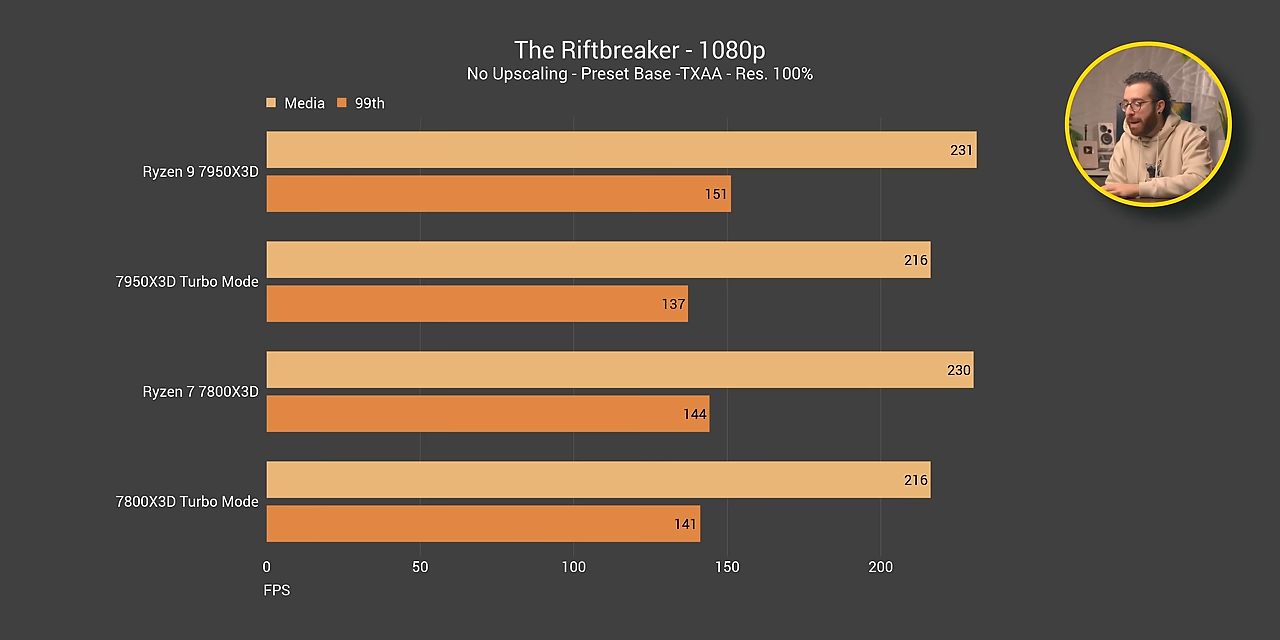 The Riftbreaker - 1080p
No Upscaling - Preset Base -TXAA - Res. 100%
Media 99th
Ryzen 9 7950X3D
231
151
7950X3D Turbo Mode
216
137
Ryzen 7 7800X3D
230
144
7800X3D Turbo Mode
216
141
0 50 100 150 200
FPS